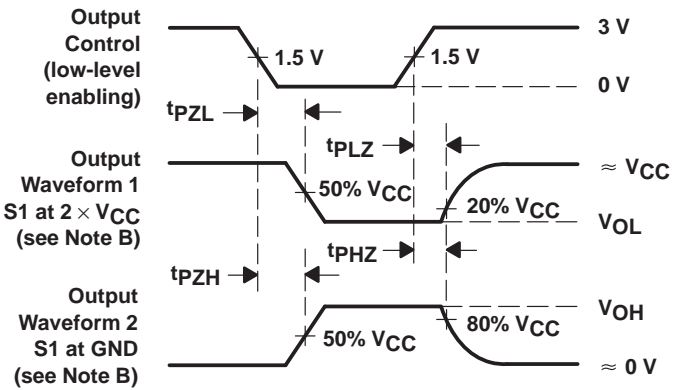 Output
Control
(low-level
enabling)
3 V
1.5 V
1.5 V
0 V
tPZL
tPLZ
Output
Waveform 1
S1 at 2 × VCC
(see Note B)
≈ VCC
50% VCC
20% VCC
VOL
tPZH
tPHZ
Output
Waveform 2
S1 at GND
(see Note B)
VOH
50% VCC
80% VCC
≈ 0 V